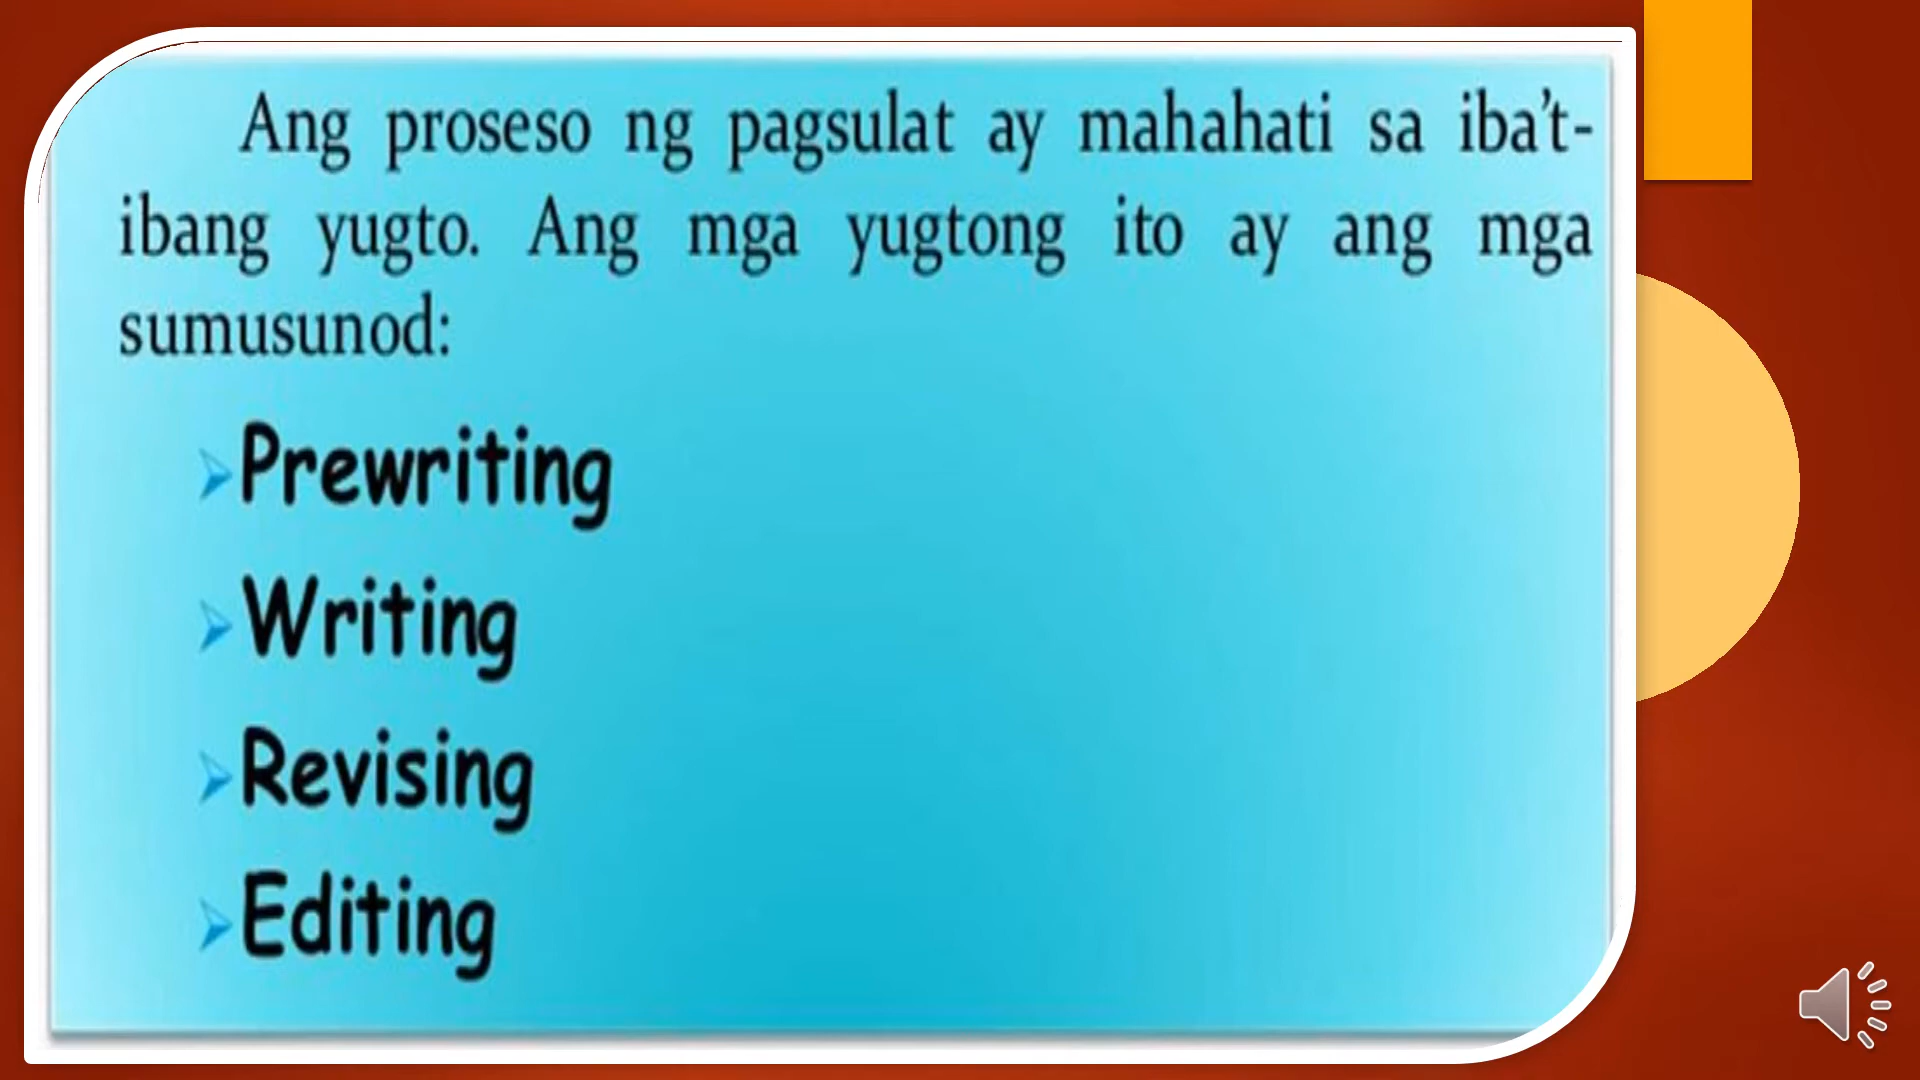 Ang proseso ng pagsulat ay mahahati sa iba't-
ibang yugto. Ang mga yugtong ito ay ang mga
sumusunod:
Prewriting
Writing
Revising
Editing